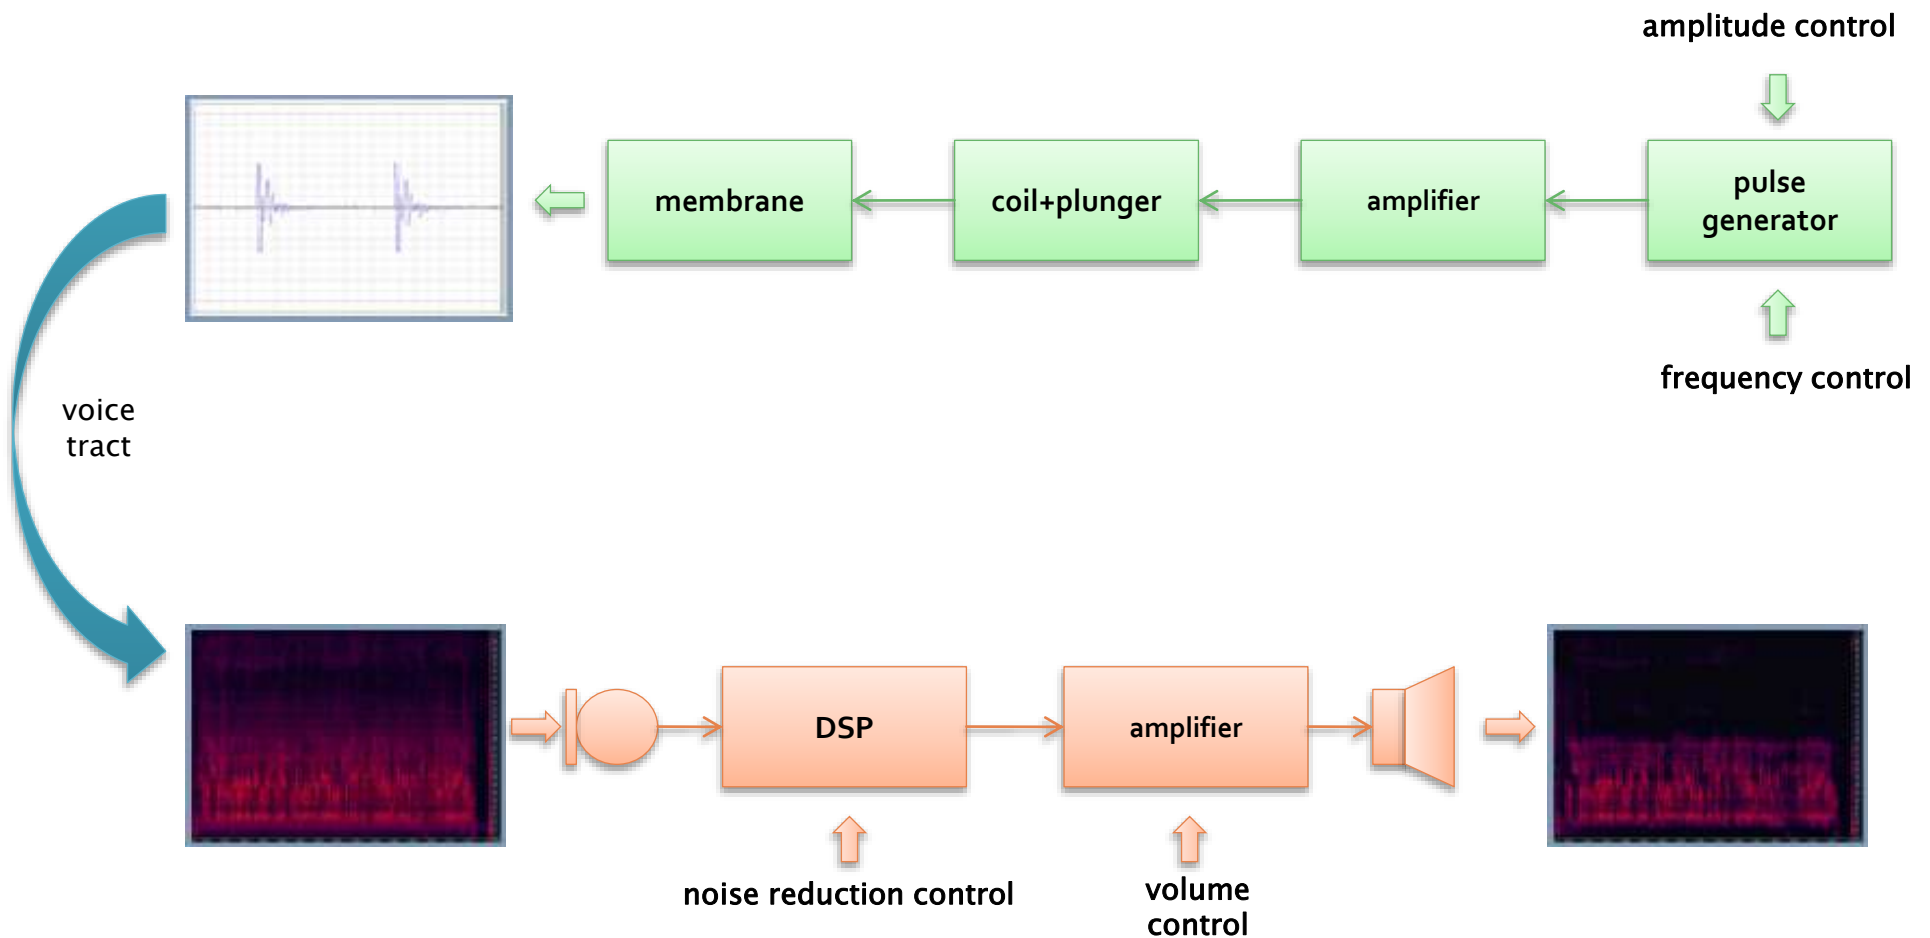 amplitude control
membrane
coil+plunger
amplifier
pulse
generator
frequency control
voice
tract
DSP
amplifier
noise reduction control
volume
control